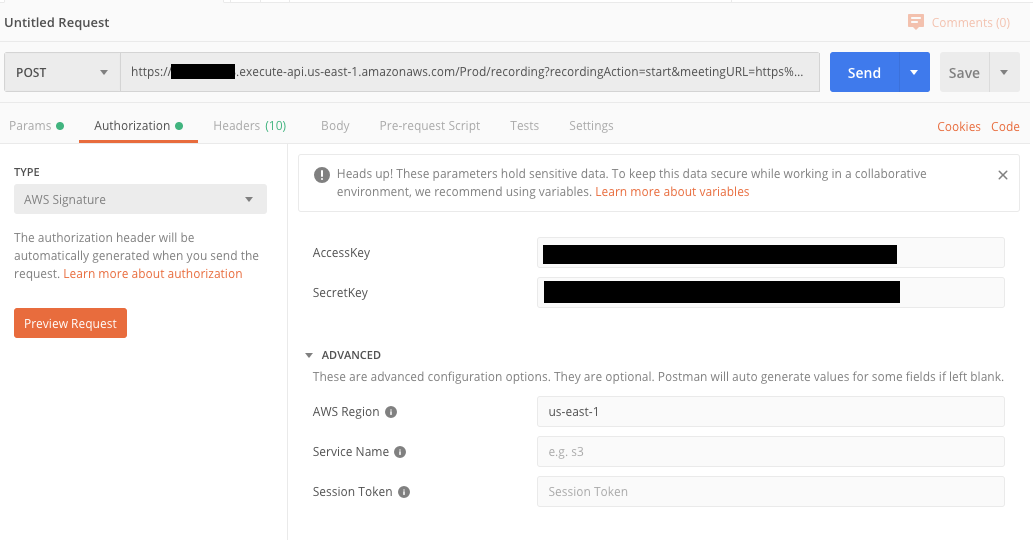 Untitled Request
Comments (0)
POST
https://
.execute-api.us-east-1.amazonaws.com/Prod/recording?recordingAction=start&meetingURL=https%...
Send
Save
Params
Authorization
Headers (10)
Body
Pre-request Script
Tests
Settings
Cookies
Code
TYPE
AWS Signature
The authorization header will be
automatically generated when you send the
request. Learn more about authorization
Preview Request
Heads up! These parameters hold sensitive data. To keep this data secure while working in a collaborative
environment, we recommend using variables. Learn more about variables
AccessKey
SecretKey
ADVANCED
These are advanced configuration options. They are optional. Postman will auto generate values for some fields if left blank.
AWS Region
us-east-1
Service Name
e.g. s3
Session Token
Session Token